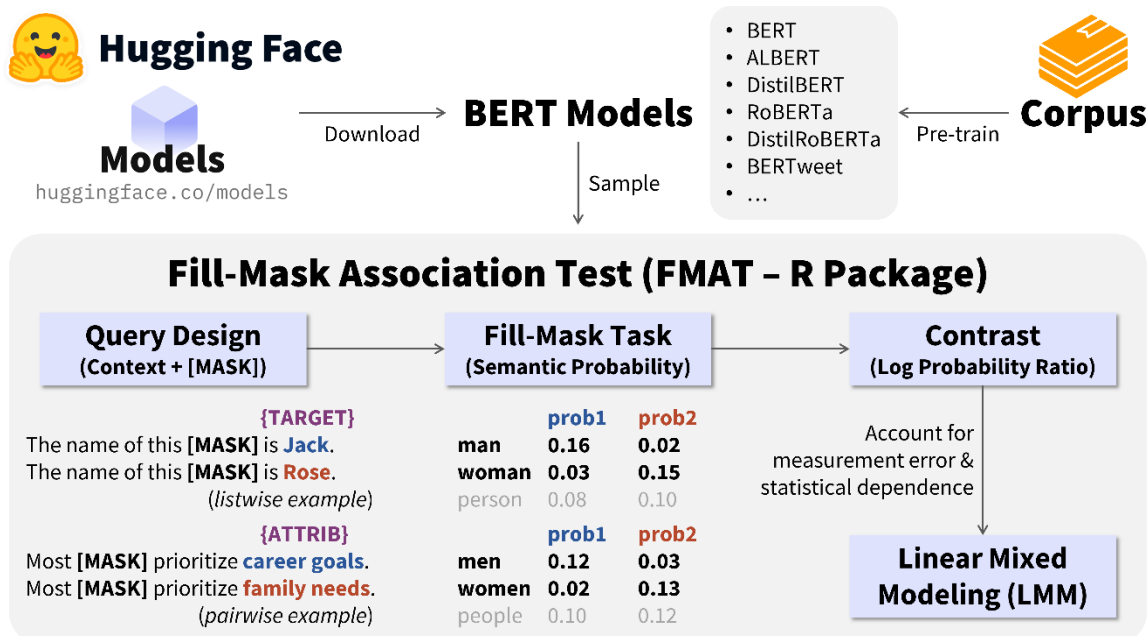 Hugging Face
Models
huggingface.co/models
Download
BERT Models
• BERT
• ALBERT
• DistilBERT
• RoBERTa
• DistilRoBERTa
• BERTweet
• …
Pre-train
Corpus
Sample
Fill-Mask Association Test (FMAT – R Package)
Query Design
(Context + [MASK])
Fill-Mask Task
(Semantic Probability)
Contrast
(Log Probability Ratio)
{TARGET}
The name of this [MASK] is Jack.
The name of this [MASK] is Rose.
(listwise example)
prob1 prob2
man 0.16 0.02
woman 0.03 0.15
person 0.08 0.10
{ATTRIB}
Most [MASK] prioritize career goals.
Most [MASK] prioritize family needs.
(pairwise example)
prob1 prob2
men 0.12 0.03
women 0.02 0.13
people 0.10 0.12
Account for
measurement error &
statistical dependence
Linear Mixed
Modeling (LMM)